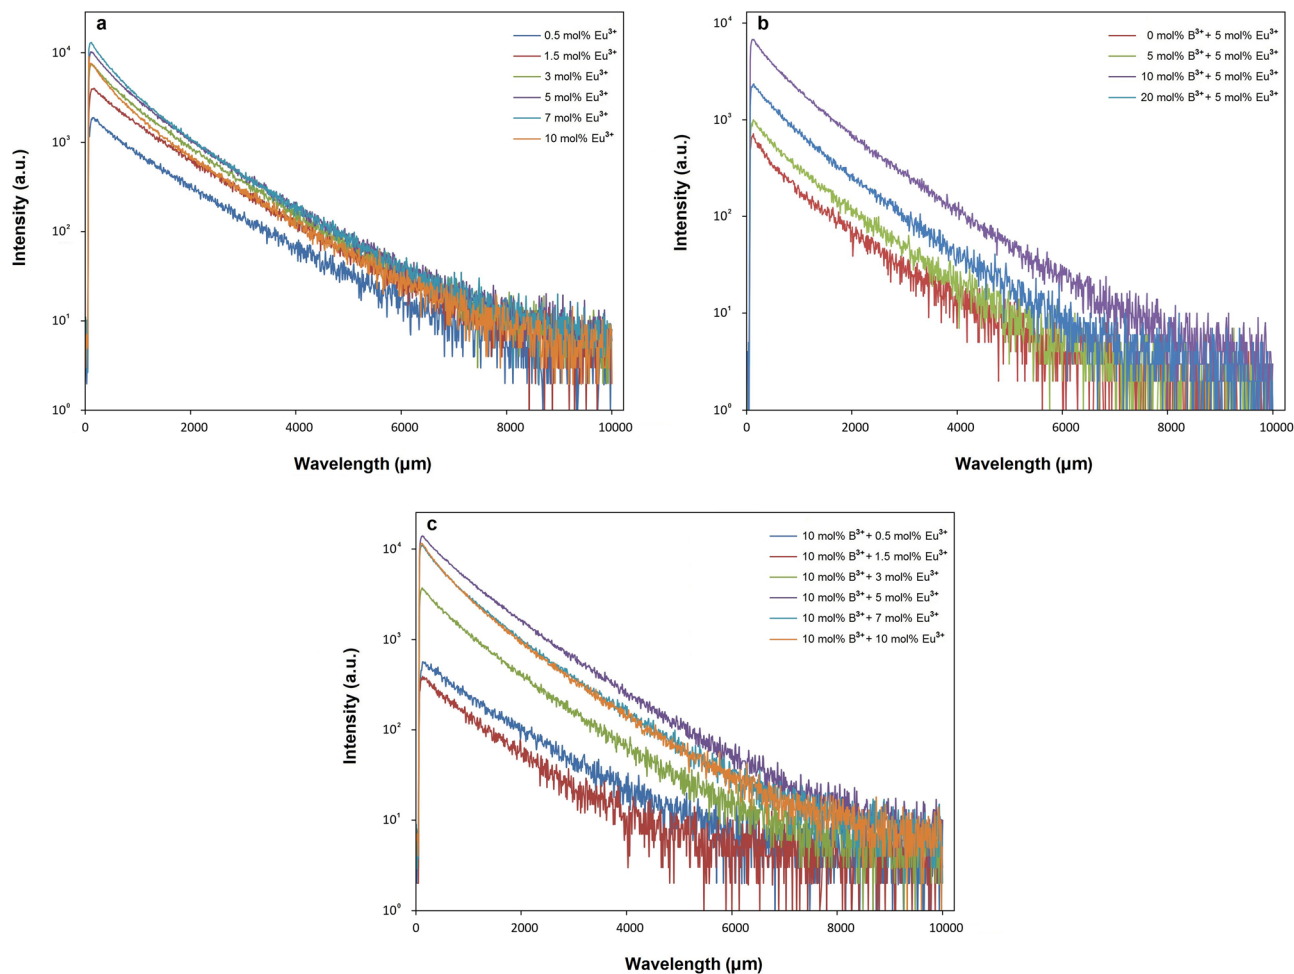 a
0.5 mol% Eu³⁺
1.5 mol% Eu³⁺
3 mol% Eu³⁺
5 mol% Eu³⁺
7 mol% Eu³⁺
10 mol% Eu³⁺
10⁴
10³
10²
10¹
10⁰
Intensity (a.u.)
0 2000 4000 6000 8000 10000
Wavelength (µm)
b
0 mol% B³⁺ + 5 mol% Eu³⁺
5 mol% B³⁺ + 5 mol% Eu³⁺
10 mol% B³⁺ + 5 mol% Eu³⁺
20 mol% B³⁺ + 5 mol% Eu³⁺
10⁴
10³
10²
10¹
10⁰
Intensity (a.u.)
0 2000 4000 6000 8000 10000
Wavelength (µm)
c
10 mol% B³⁺ + 0.5 mol% Eu³⁺
10 mol% B³⁺ + 1.5 mol% Eu³⁺
10 mol% B³⁺ + 3 mol% Eu³⁺
10 mol% B³⁺ + 5 mol% Eu³⁺
10 mol% B³⁺ + 7 mol% Eu³⁺
10 mol% B³⁺ + 10 mol% Eu³⁺
10⁴
10³
10²
10¹
10⁰
Intensity (a.u.)
0 2000 4000 6000 8000 10000
Wavelength (µm)